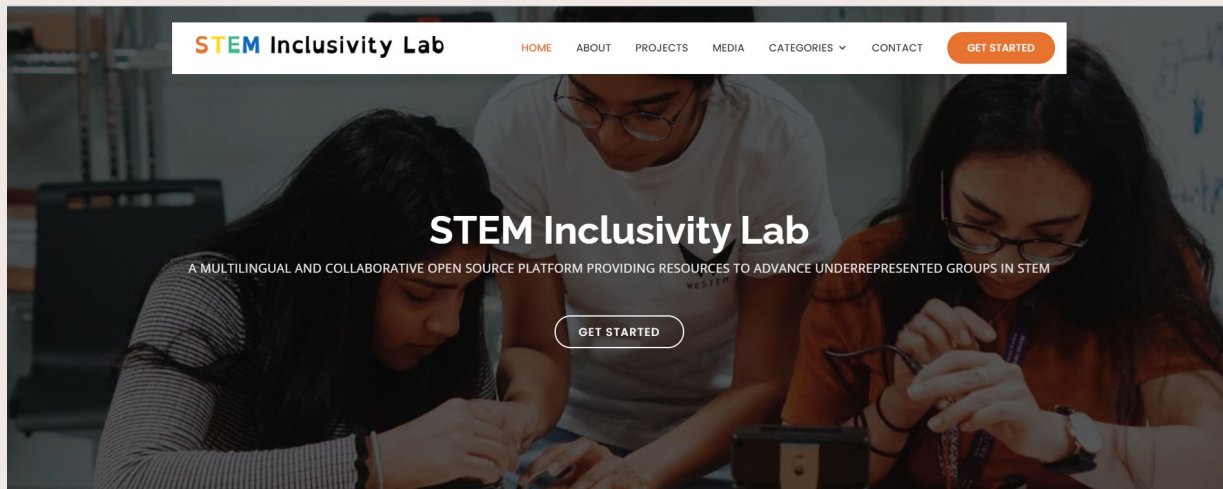 STEM Inclusivity Lab
HOME ABOUT PROJECTS MEDIA CATEGORIES CONTACT GET STARTED
STEM Inclusivity Lab
A MULTILINGUAL AND COLLABORATIVE OPEN SOURCE PLATFORM PROVIDING RESOURCES TO ADVANCE UNDERREPRESENTED GROUPS IN STEM
WESTEM
GET STARTED